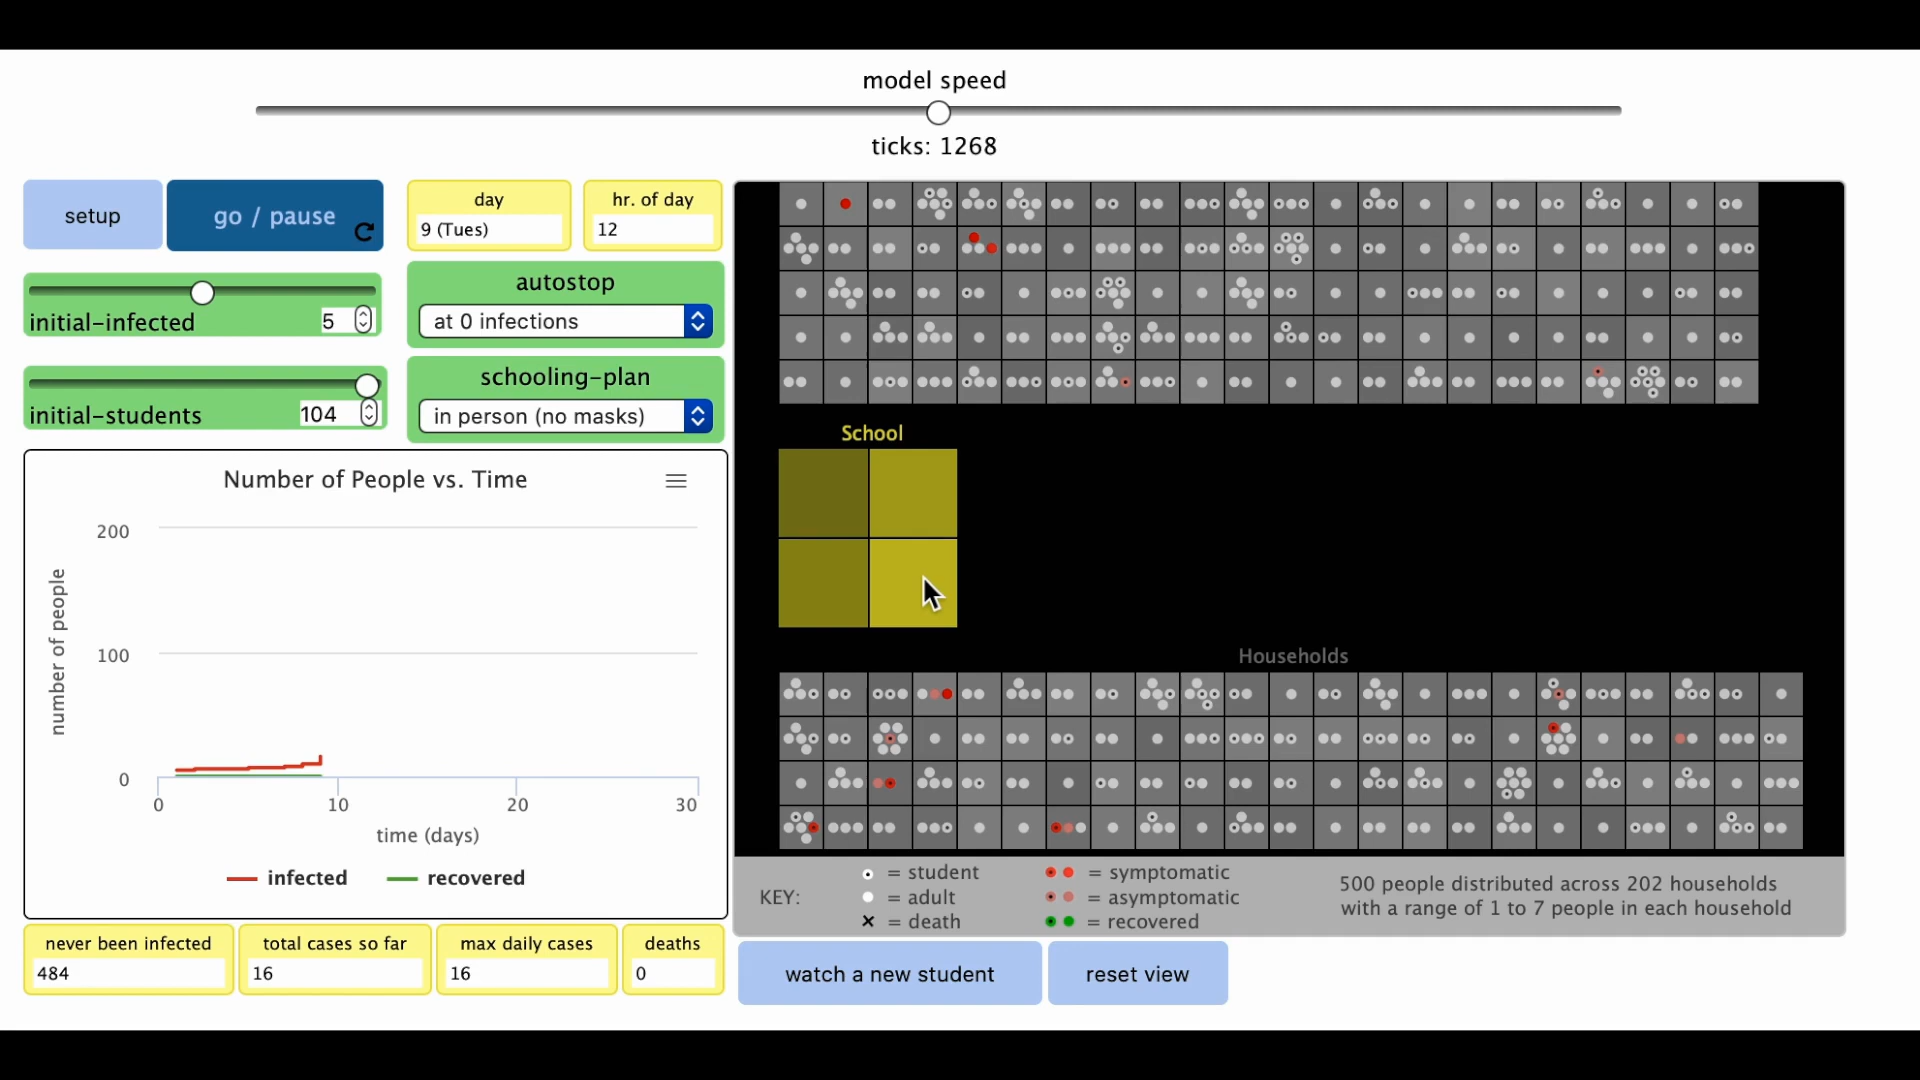 model speed
ticks: 1268
setup
go / pause
day
9 (Tues)
hr. of day
12
initial-infected
5
autostop
at 0 infections
initial-students
104
schooling-plan
in person (no masks)
Number of People vs. Time
200
100
0
number of people
0
10
20
30
time (days)
infected
recovered
never been infected
484
total cases so far
16
max daily cases
16
deaths
0
School
Households
KEY:
= student
= adult
= death
= symptomatic
= asymptomatic
= recovered
500 people distributed across 202 households
with a range of 1 to 7 people in each household
watch a new student
reset view